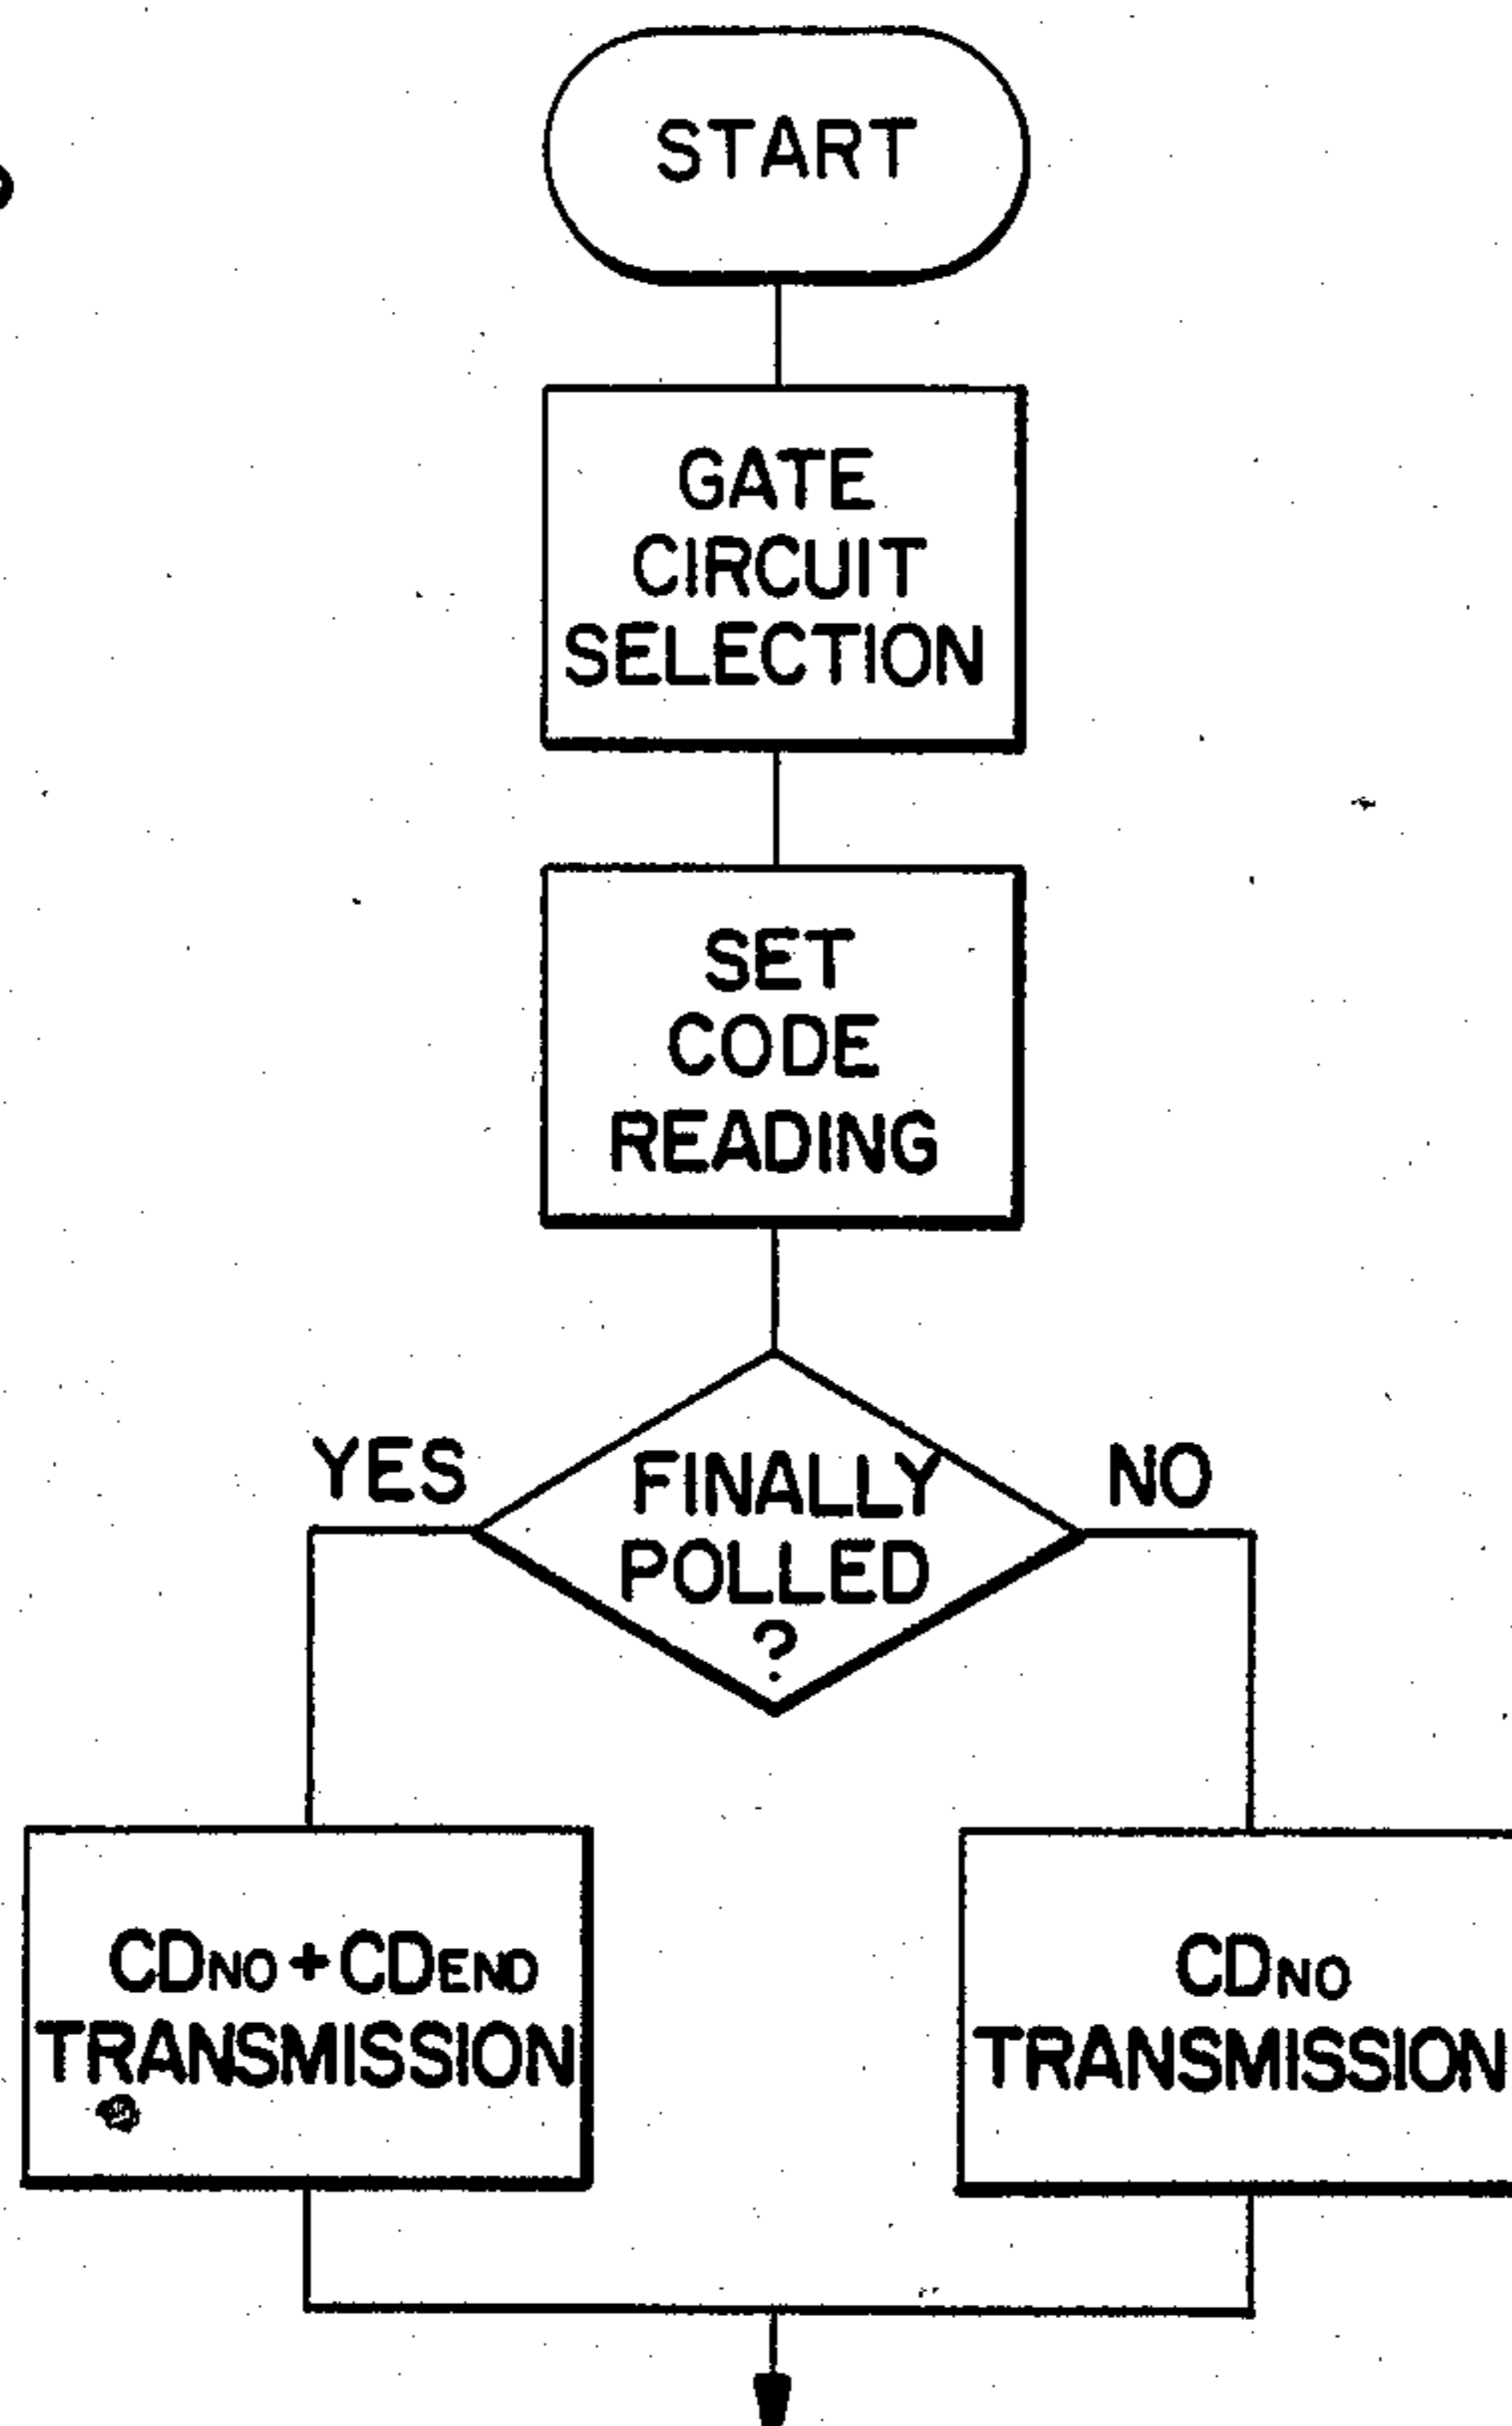 START
GATE
CIRCUIT
SELECTION
SET
CODE
READING
YES
NO
FINALLY
POLLED
?
CDNO+CDEND
TRANSMISSION
CDNO
TRANSMISSION